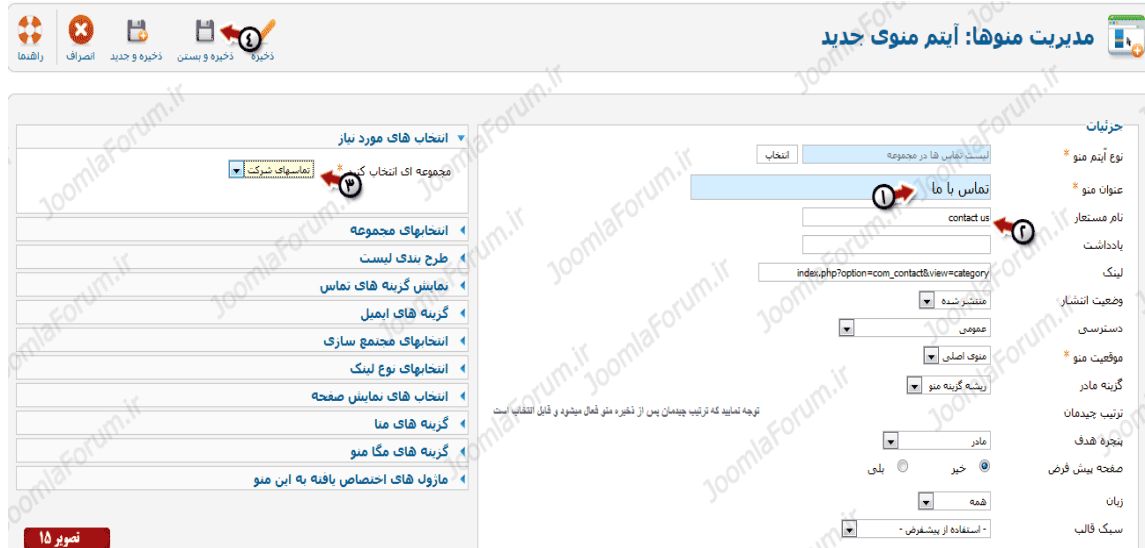 مدیریت منوها: آیتم منوی جدید
ذخیره
ذخیره و بستن
ذخیره و جدید
انصراف
راهنما
۴
جزئیات
نوع آیتم منو *
لیست تماس ها در مجموعه
انتخاب
عنوان منو *
تماس با ما
۱
نام مستعار
contact us
۲
یادداشت
لینک
index.php?option=com_contact&view=category
وضعیت انتشار
منتشر شده
دسترسی
عمومی
موقعیت منو *
منوی اصلی
گزینه مادر
ریشه گزینه منو
ترتیب چیدمان
توجه نمایید که ترتیب چیدمان پس از ذخیره منو فعال میشود و قابل انتخاب است
پنجره هدف
مادر
صفحه پیش فرض
خیر
بلی
زبان
همه
سبک قالب
- استفاده از پیشفرض -
انتخاب های مورد نیاز
مجموعه ای انتخاب کنید *
تماسهای شرکت
۳
انتخابهای مجموعه
طرح بندی لیست
نمایش گزینه های تماس
گزینه های ایمیل
انتخابهای مجتمع سازی
انتخابهای نوع لینک
انتخاب های نمایش صفحه
گزینه های متا
گزینه های مگا منو
ماژول های اختصاص یافته به این منو
تصویر ۱۵
JoomlaForum.ir